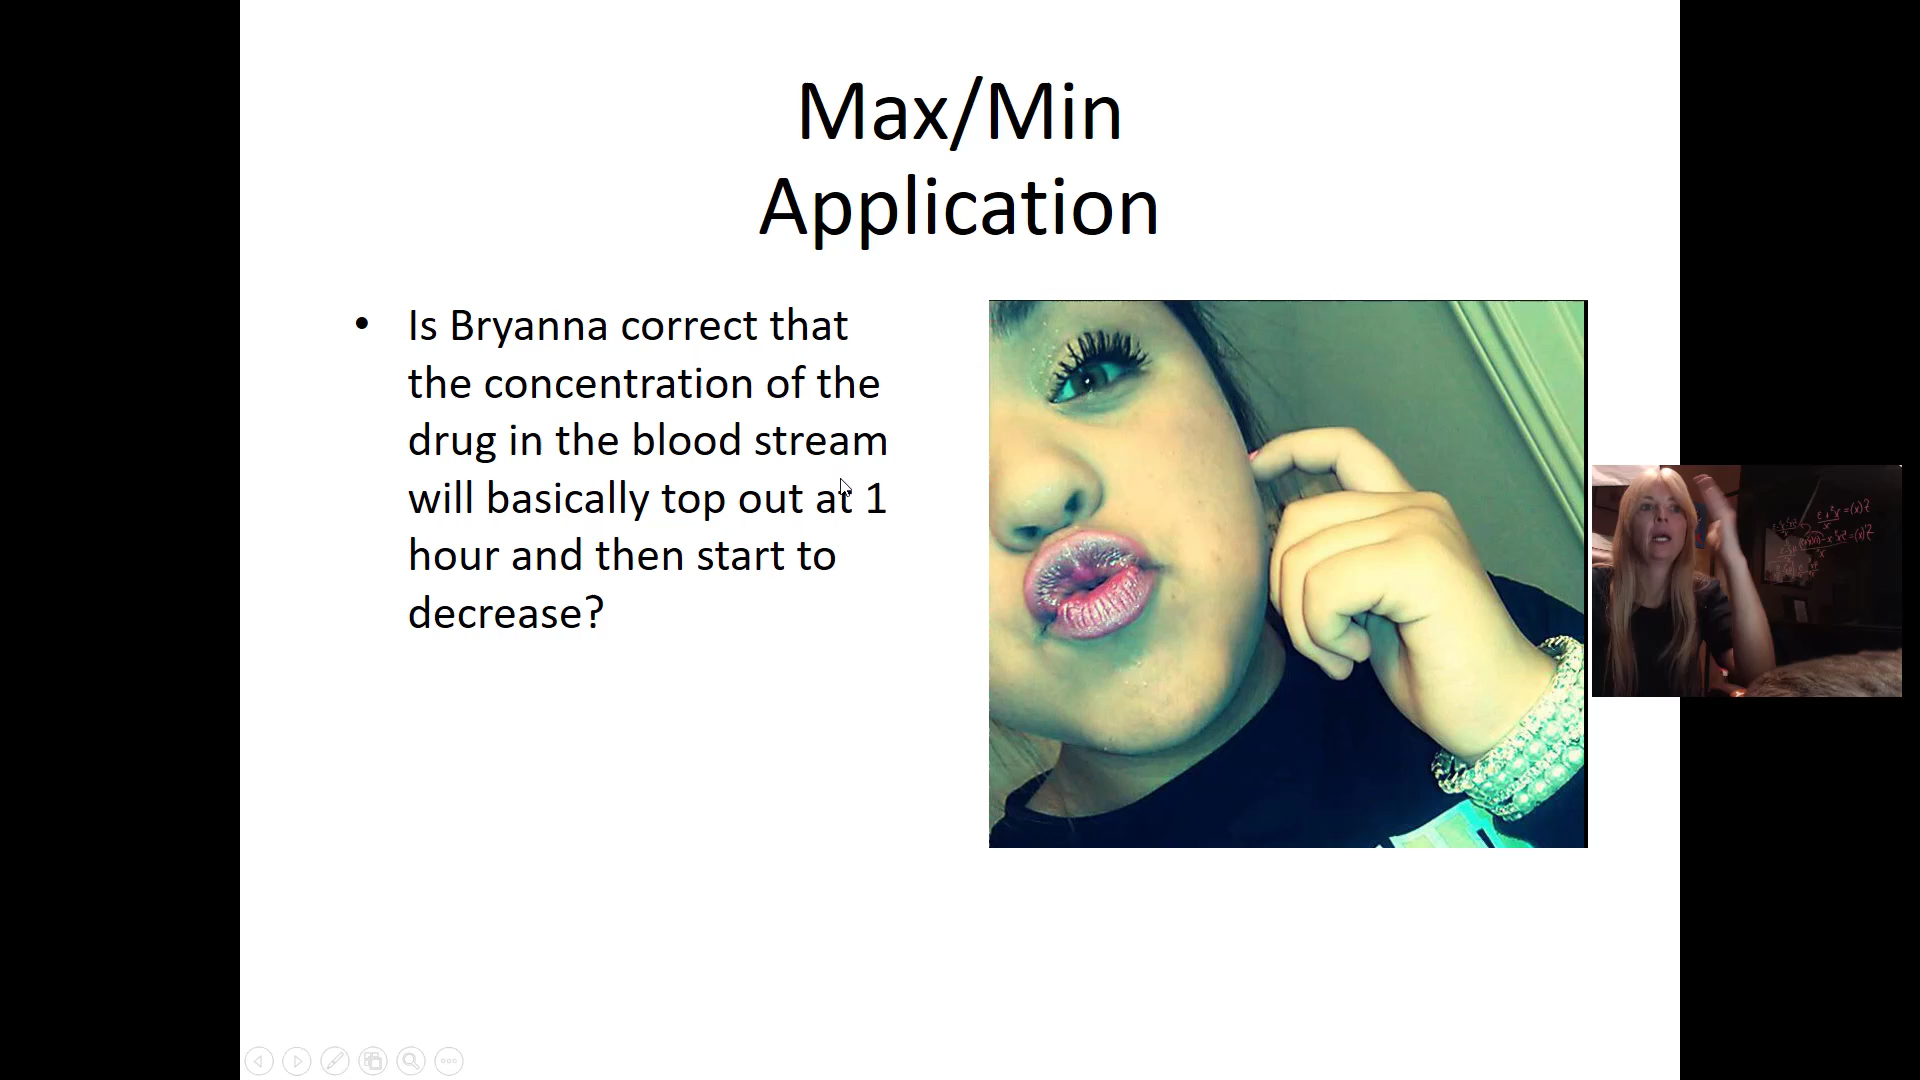 Max/Min
Application
• Is Bryanna correct that
the concentration of the
drug in the blood stream
will basically top out at 1
hour and then start to
decrease?